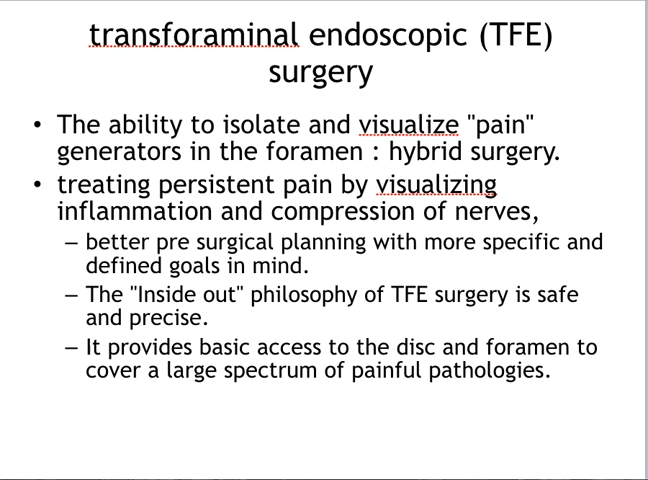 transforaminal endoscopic (TFE)
surgery
• The ability to isolate and visualize "pain"
generators in the foramen : hybrid surgery.
• treating persistent pain by visualizing
inflammation and compression of nerves,
– better pre surgical planning with more specific and
defined goals in mind.
– The "Inside out" philosophy of TFE surgery is safe
and precise.
– It provides basic access to the disc and foramen to
cover a large spectrum of painful pathologies.